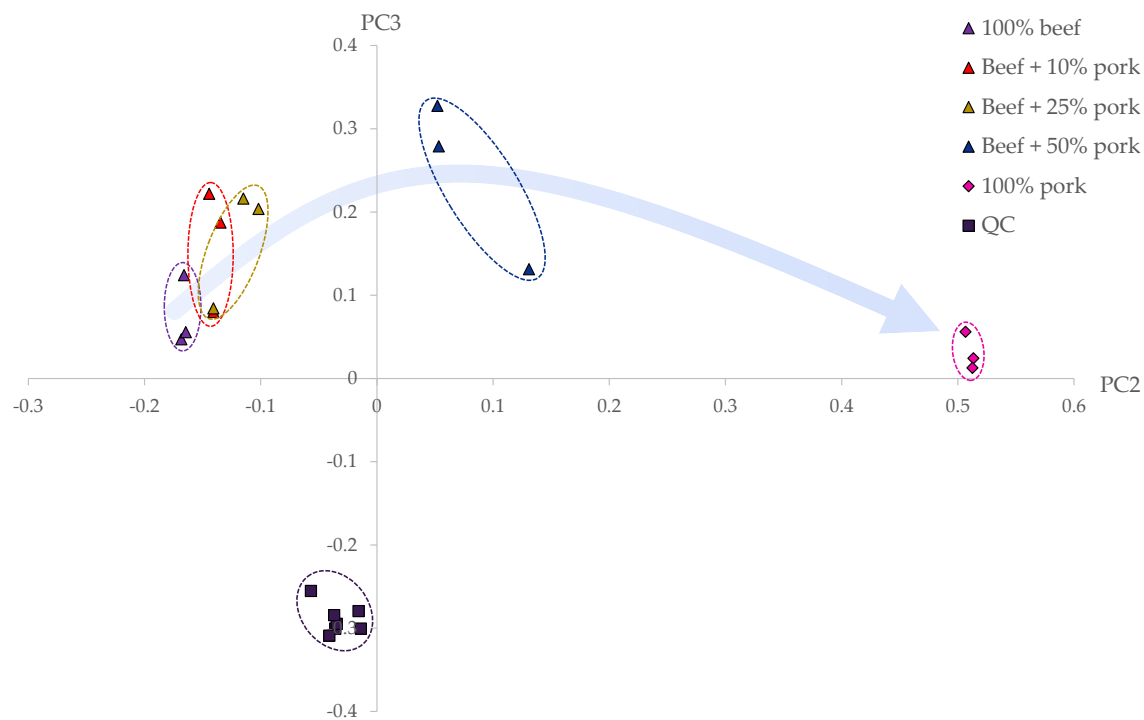 PC3
100% beef
Beef + 10% pork
Beef + 25% pork
Beef + 50% pork
100% pork
QC
0.4
0.3
0.2
0.1
0
-0.3
-0.2
-0.1
0
0.1
0.2
0.3
0.4
0.5
0.6
PC2
-0.1
-0.2
-0.3
-0.4